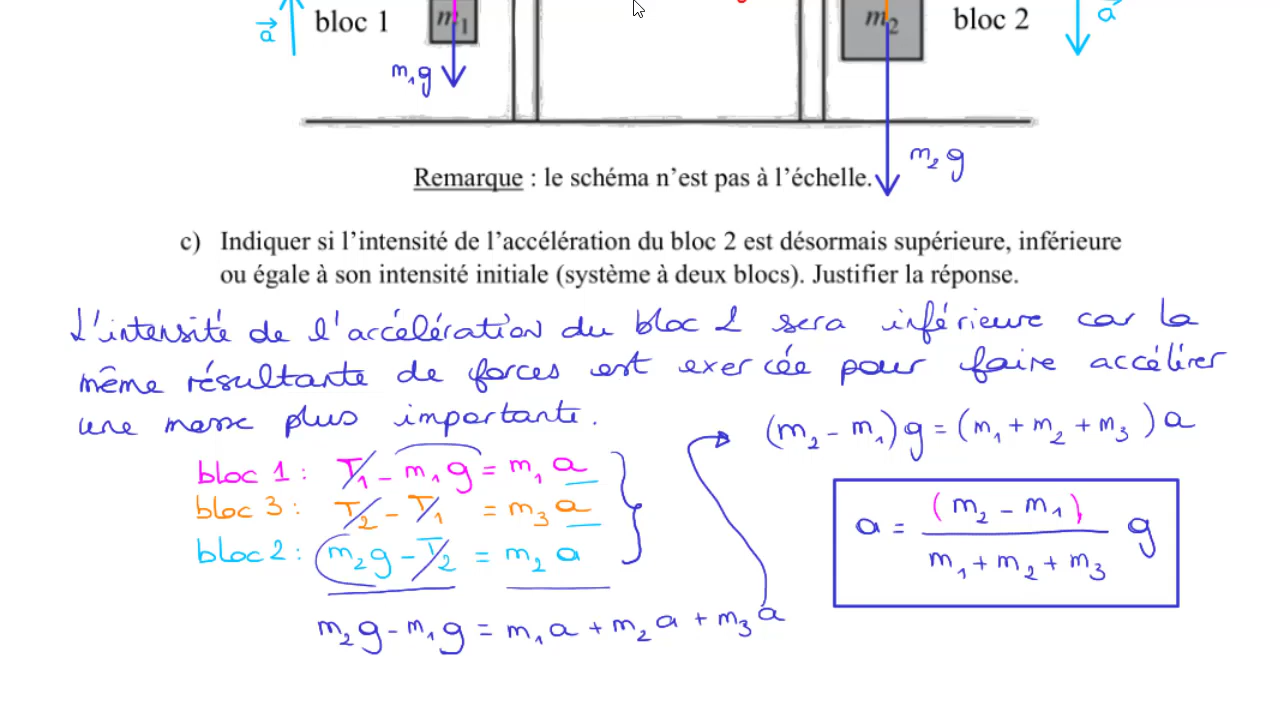 a⃗ bloc 1 m₁ m₂ bloc 2 a⃗
m₁g
m₂g
Remarque : le schéma n’est pas à l’échelle.
c) Indiquer si l’intensité de l’accélération du bloc 2 est désormais supérieure, inférieure
ou égale à son intensité initiale (système à deux blocs). Justifier la réponse.
L'intensité de l'accélération du bloc 2 sera inférieure car la
même résultante de forces est exercée pour faire accélérer
une masse plus importante.
(m₂ - m₁)g = (m₁ + m₂ + m₃)a
bloc 1 : T₁ - m₁g = m₁a
bloc 3 : T₂ - T₁ = m₃a
bloc 2 : m₂g - T₂ = m₂a
a = (m₂ - m₁) / m₁ + m₂ + m₃ g
m₂g - m₁g = m₁a + m₂a + m₃a